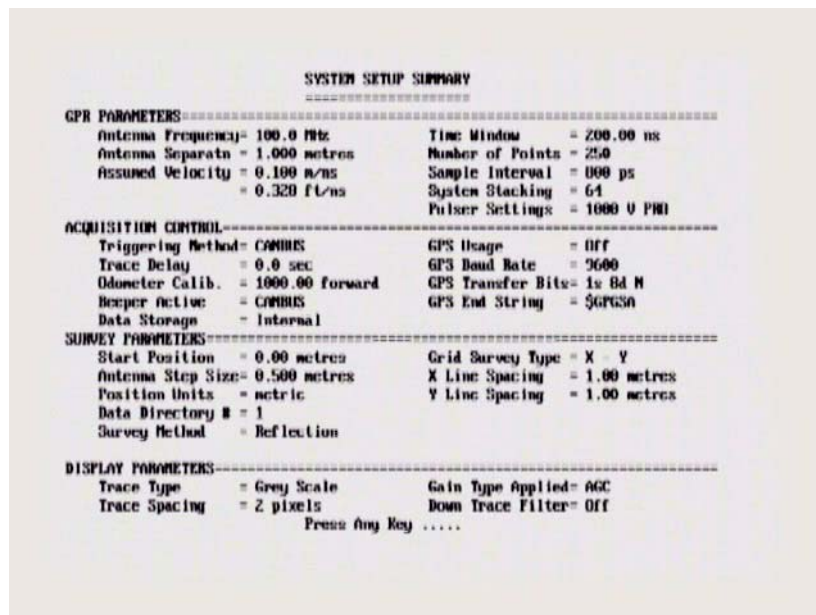 SYSTEM SETUP SUMMARY
====================
GPR PARAMETERS
Antenna Frequency= 100.0 MHz Time Window = 200.00 ns
Antenna Separatn = 1.000 metres Number of Points = 250
Assumed Velocity = 0.100 m/ns Sample Interval = 800 ps
= 0.328 ft/ns System Stacking = 64
Pulser Settings = 1000 V PRO
ACQUISITION CONTROL
Triggering Method= CANBUS GPS Usage = Off
Trace Delay = 0.0 sec GPS Baud Rate = 9600
Odometer Calib. = 1000.00 forward GPS Transfer Bits= 1s 8d N
Beeper Active = CANBUS GPS End String = $GPGSA
Data Storage = Internal
SURVEY PARAMETERS
Start Position = 0.00 metres Grid Survey Type = X - Y
Antenna Step Size= 0.500 metres X Line Spacing = 1.00 metres
Position Units = metric Y Line Spacing = 1.00 metres
Data Directory # = 1
Survey Method = Reflection
DISPLAY PARAMETERS
Trace Type = Grey Scale Gain Type Applied= AGC
Trace Spacing = 2 pixels Down Trace Filter= Off
Press Any Key .....